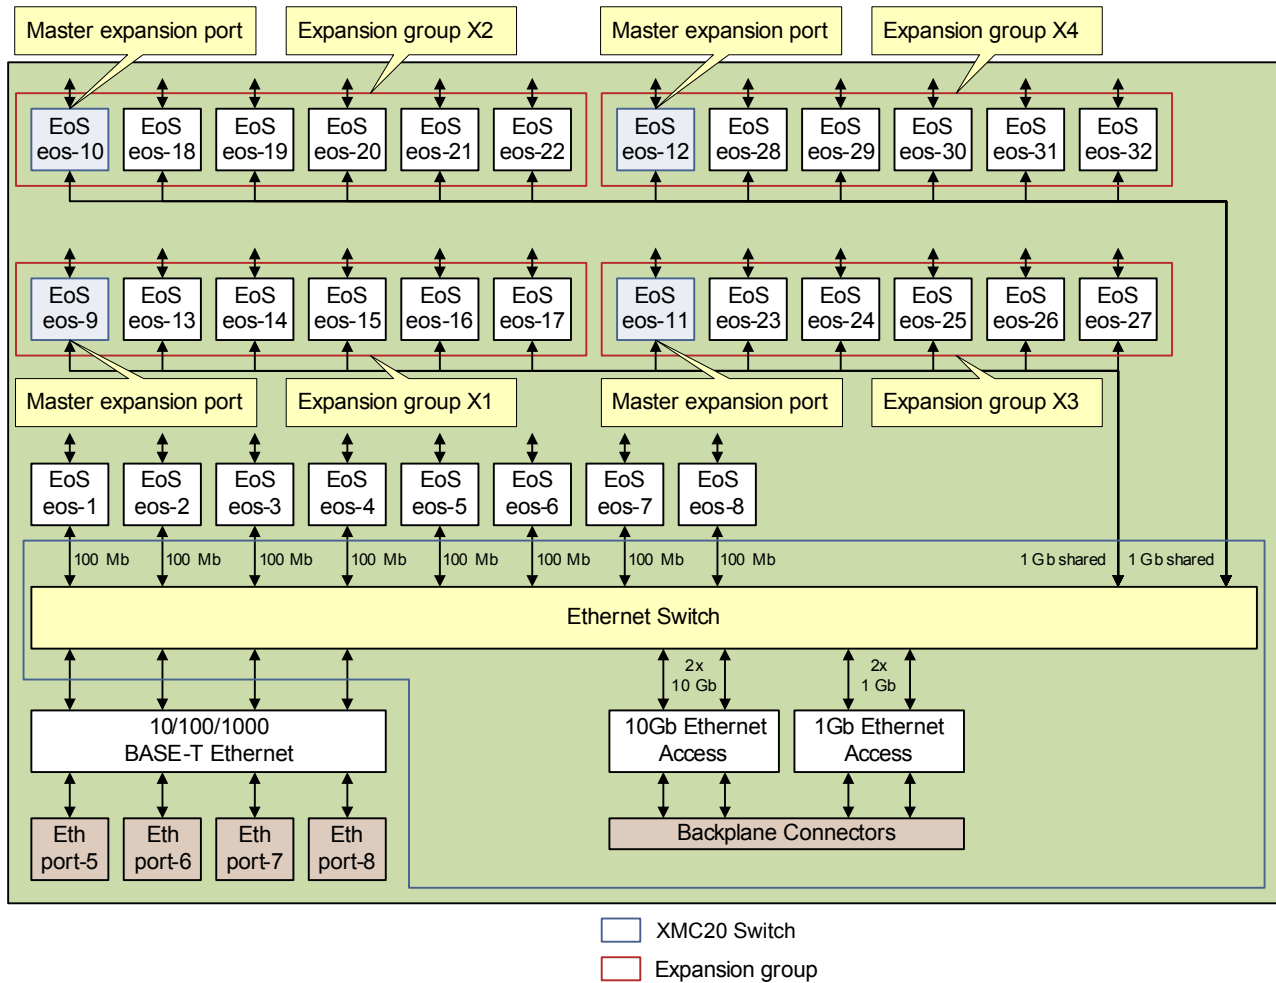 Master expansion port
Expansion group X2
Master expansion port
Expansion group X4
EoS
eos-10
EoS
eos-18
EoS
eos-19
EoS
eos-20
EoS
eos-21
EoS
eos-22
EoS
eos-12
EoS
eos-28
EoS
eos-29
EoS
eos-30
EoS
eos-31
EoS
eos-32
EoS
eos-9
EoS
eos-13
EoS
eos-14
EoS
eos-15
EoS
eos-16
EoS
eos-17
EoS
eos-11
EoS
eos-23
EoS
eos-24
EoS
eos-25
EoS
eos-26
EoS
eos-27
Master expansion port
Expansion group X1
Master expansion port
Expansion group X3
EoS
eos-1
EoS
eos-2
EoS
eos-3
EoS
eos-4
EoS
eos-5
EoS
eos-6
EoS
eos-7
EoS
eos-8
100 Mb
100 Mb
100 Mb
100 Mb
100 Mb
100 Mb
100 Mb
100 Mb
1 Gb shared
1 Gb shared
Ethernet Switch
2x
10 Gb
2x
1 Gb
10/100/1000
BASE-T Ethernet
10Gb Ethernet
Access
1Gb Ethernet
Access
Eth
port-5
Eth
port-6
Eth
port-7
Eth
port-8
Backplane Connectors
XMC20 Switch
Expansion group